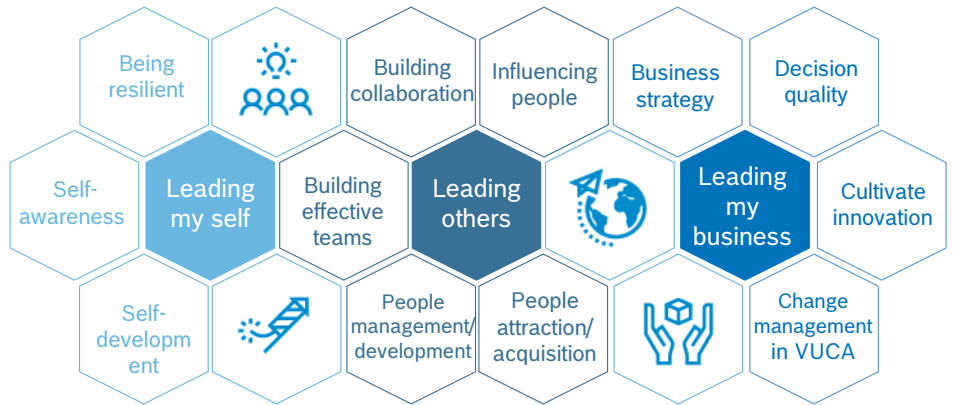 Being
resilient
Building
collaboration
Influencing
people
Business
strategy
Decision
quality
Self-
awareness
Leading
my self
Building
effective
teams
Leading
others
Leading
my
business
Cultivate
innovation
Self-
developm
ent
People
management/
development
People
attraction/
acquisition
Change
management
in VUCA